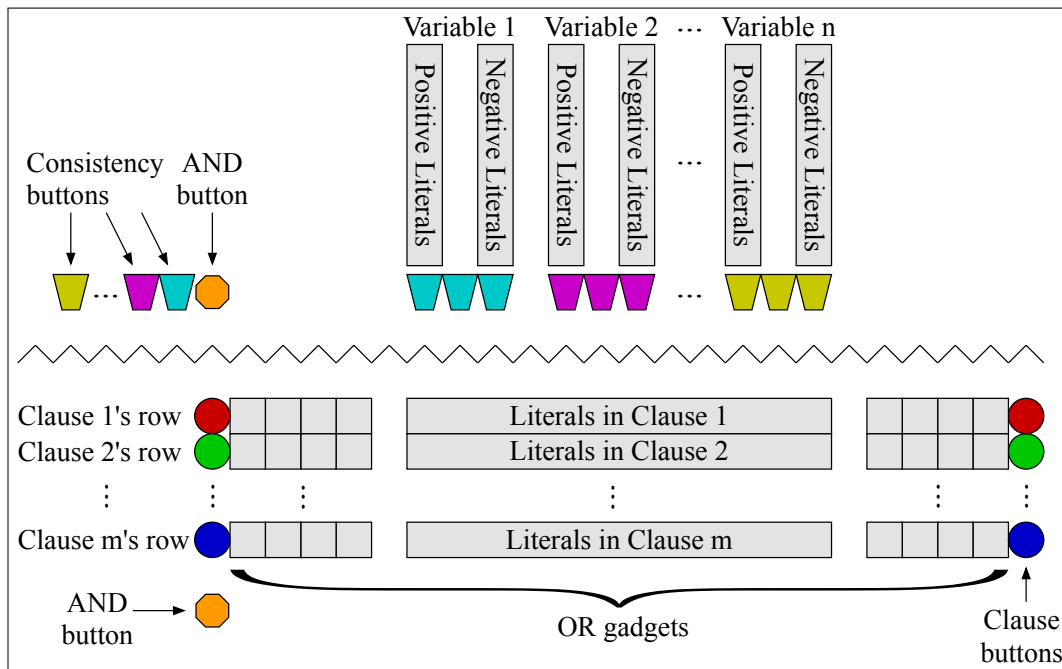 Variable 1 Variable 2 ... Variable n
Positive Literals Negative Literals Positive Literals Negative Literals ... Positive Literals Negative Literals
Consistency
buttons
AND
button
... ...
Clause 1's row Literals in Clause 1
Clause 2's row Literals in Clause 2
Clause m's row Literals in Clause m
AND
button
OR gadgets
Clause
buttons